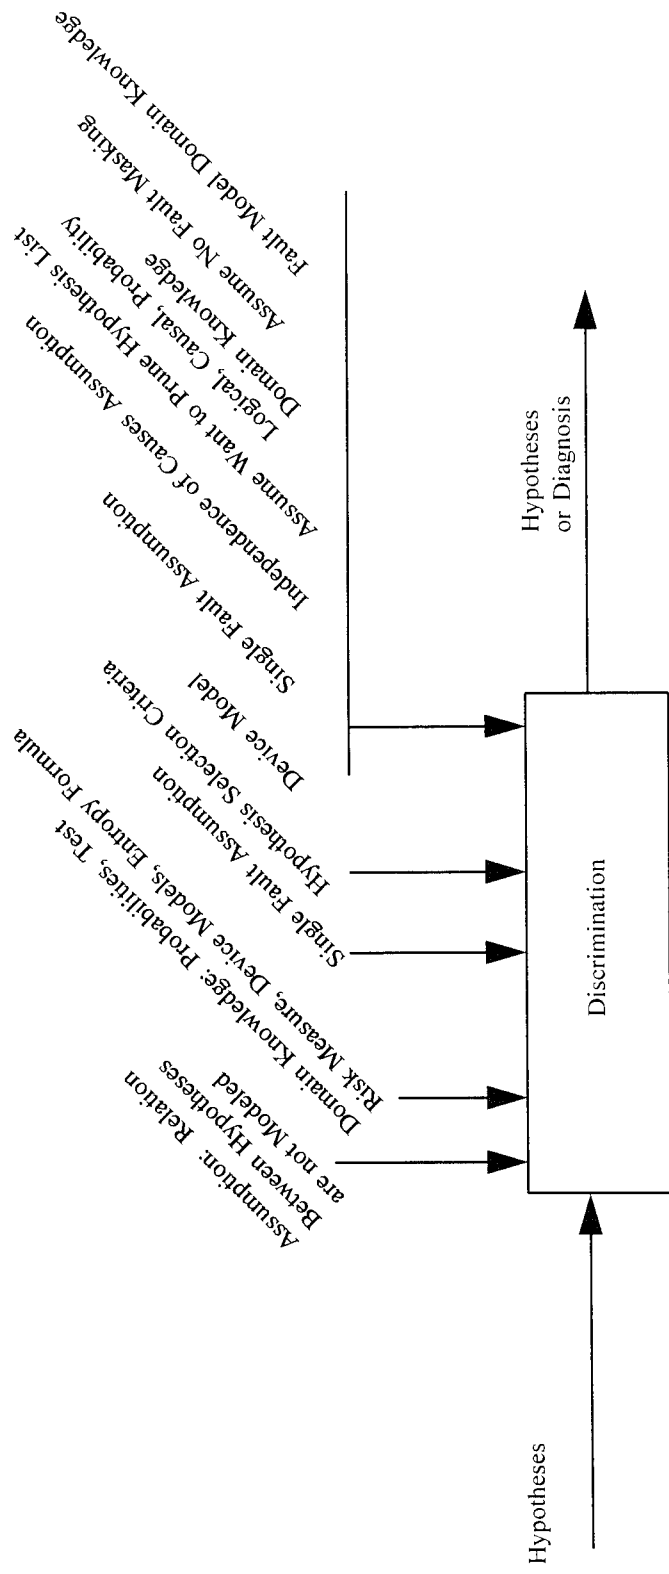 Assumption: Relation
Between Hypotheses
are not Modeled
Domain Knowledge: Probabilities, Test
Risk Measure, Device Models, Entropy Formula
Single Fault Assumption
Hypothesis Selection Criteria
Device Model
Single Fault Assumption
Independence of Causes Assumption
Assume Want to Prune Hypothesis List
Logical, Causal, Probability
Domain Knowledge
Assume No Fault Masking
Fault Model Domain Knowledge
Hypotheses
Discrimination
Hypotheses
or Diagnosis